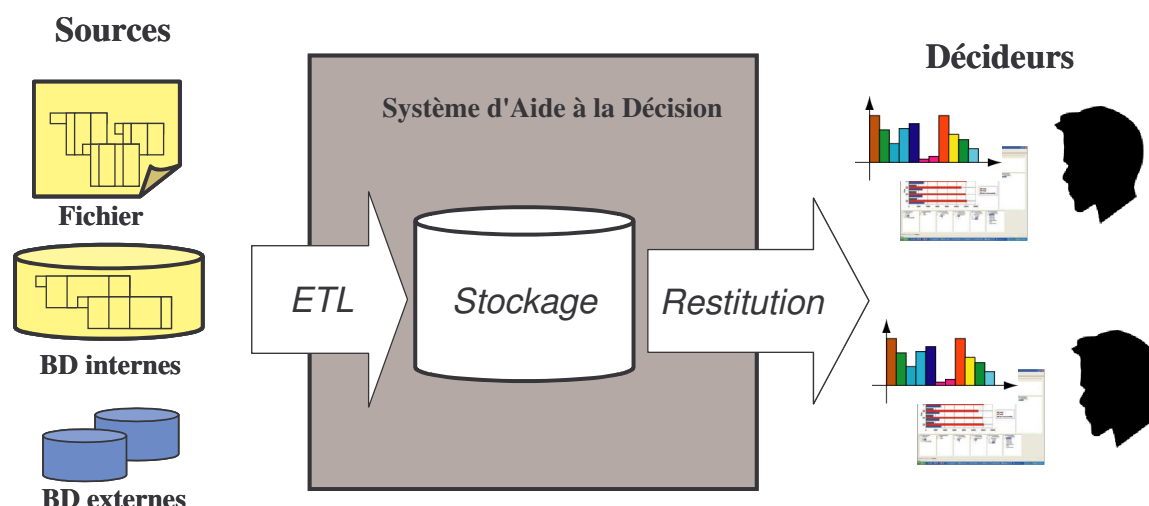 Sources
Décideurs
Système d'Aide à la Décision
Fichier
ETL
Stockage
Restitution
BD internes
BD externes